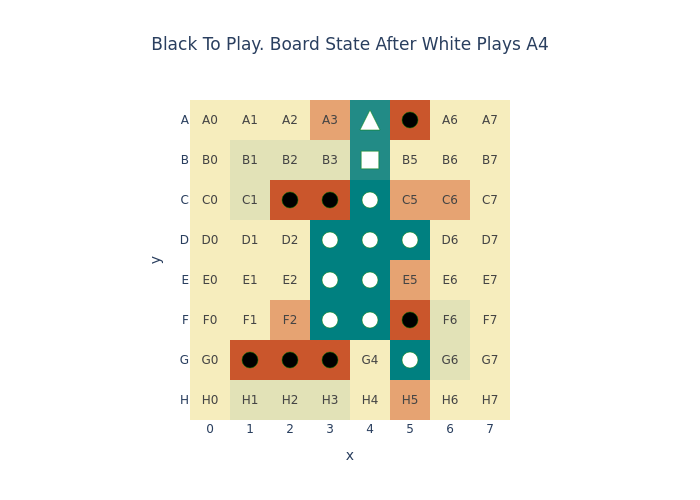 Black To Play. Board State After White Plays A4
A A0 A1 A2 A3 A6 A7
B B0 B1 B2 B3 B5 B6 B7
C C0 C1 C5 C6 C7
D D0 D1 D2 D6 D7
E E0 E1 E2 E5 E6 E7
F F0 F1 F2 F6 F7
G G0 G4 G6 G7
H H0 H1 H2 H3 H4 H5 H6 H7
0 1 2 3 4 5 6 7
x
y